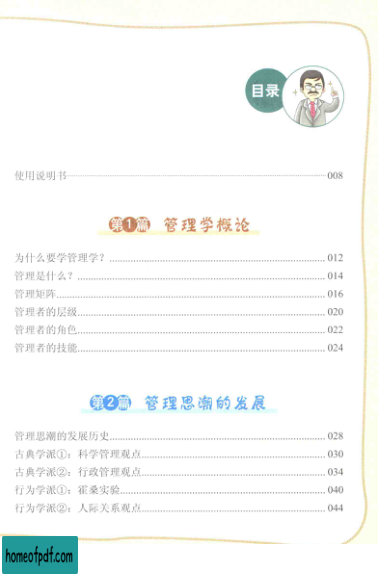 目录
使用说明书 008
第1篇 管理学概论
为什么要学管理学？ 012
管理是什么？ 014
管理矩阵 016
管理者的层级 020
管理者的角色 022
管理者的技能 024
第2篇 管理思潮的发展
管理思潮的发展历史 028
古典学派①：科学管理观点 030
古典学派②：行政管理观点 034
行为学派①：霍桑实验 040
行为学派②：人际关系观点 044
homeofpdf.com